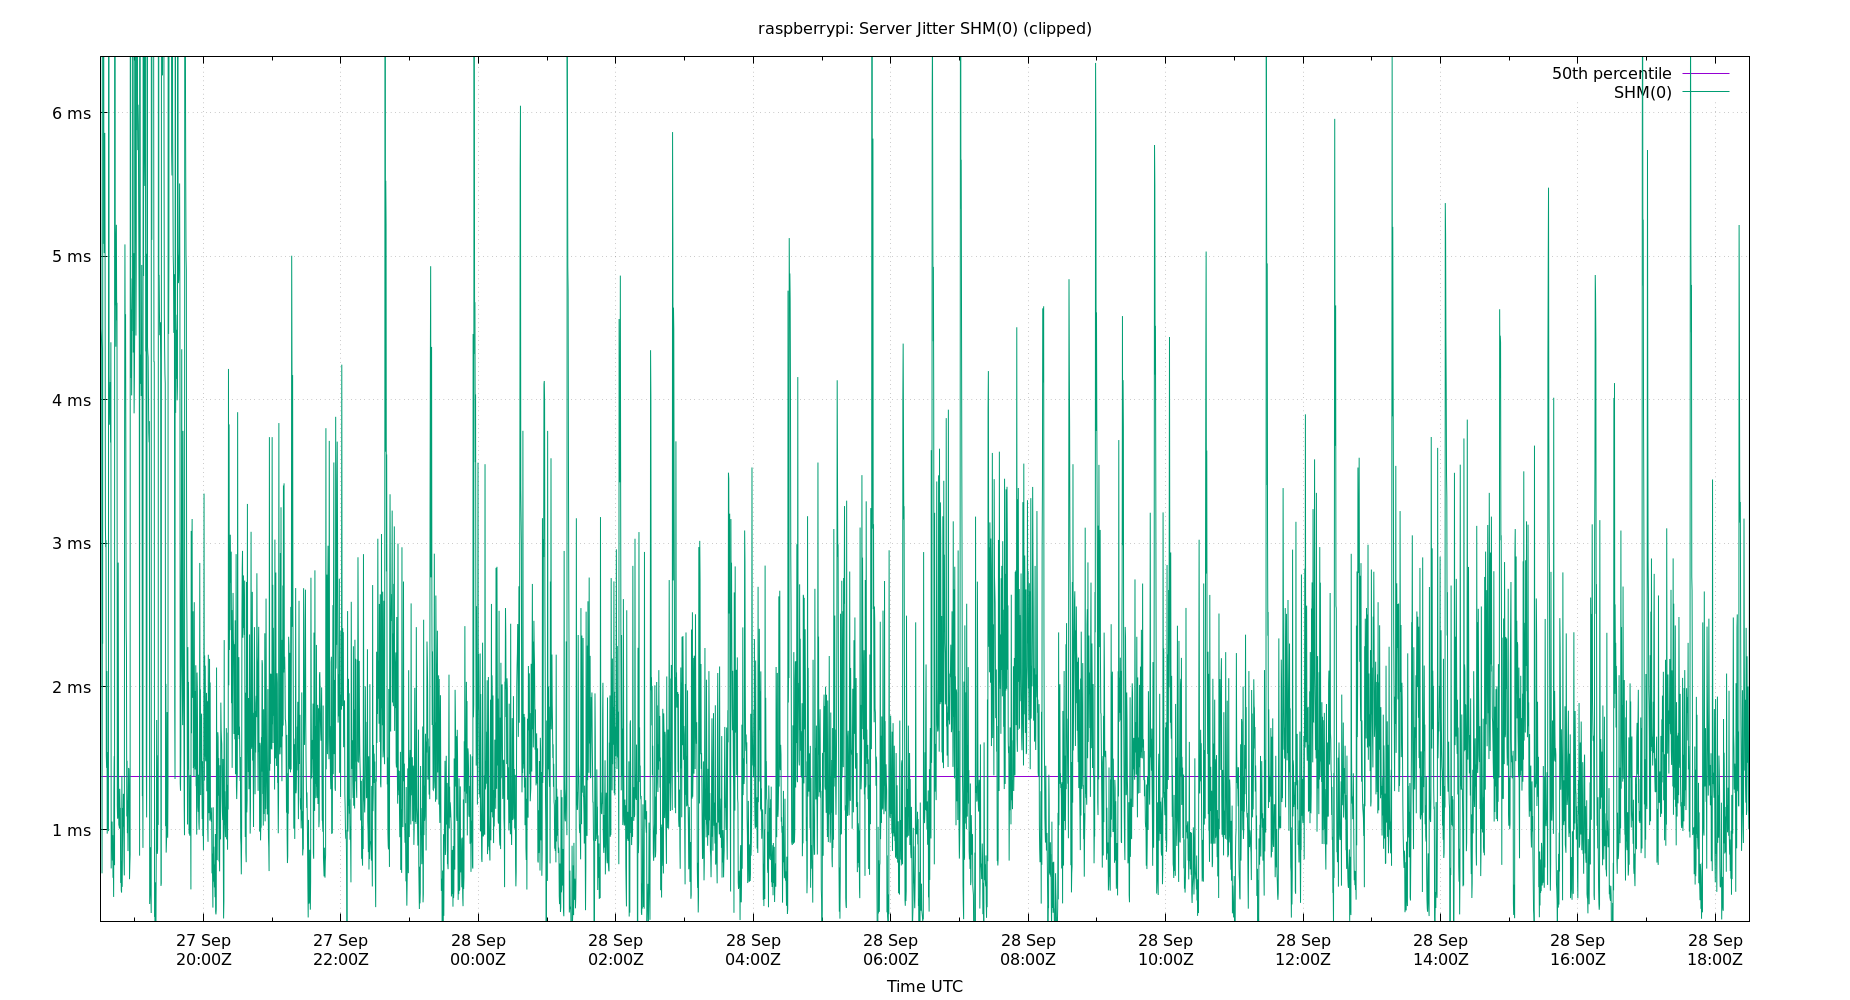 raspberrypi: Server Jitter SHM(0) (clipped)
50th percentile
SHM(0)
6 ms
5 ms
4 ms
3 ms
2 ms
1 ms
27 Sep 27 Sep 28 Sep 28 Sep 28 Sep 28 Sep 28 Sep 28 Sep 28 Sep 28 Sep 28 Sep 28 Sep
20:00Z 22:00Z 00:00Z 02:00Z 04:00Z 06:00Z 08:00Z 10:00Z 12:00Z 14:00Z 16:00Z 18:00Z
Time UTC